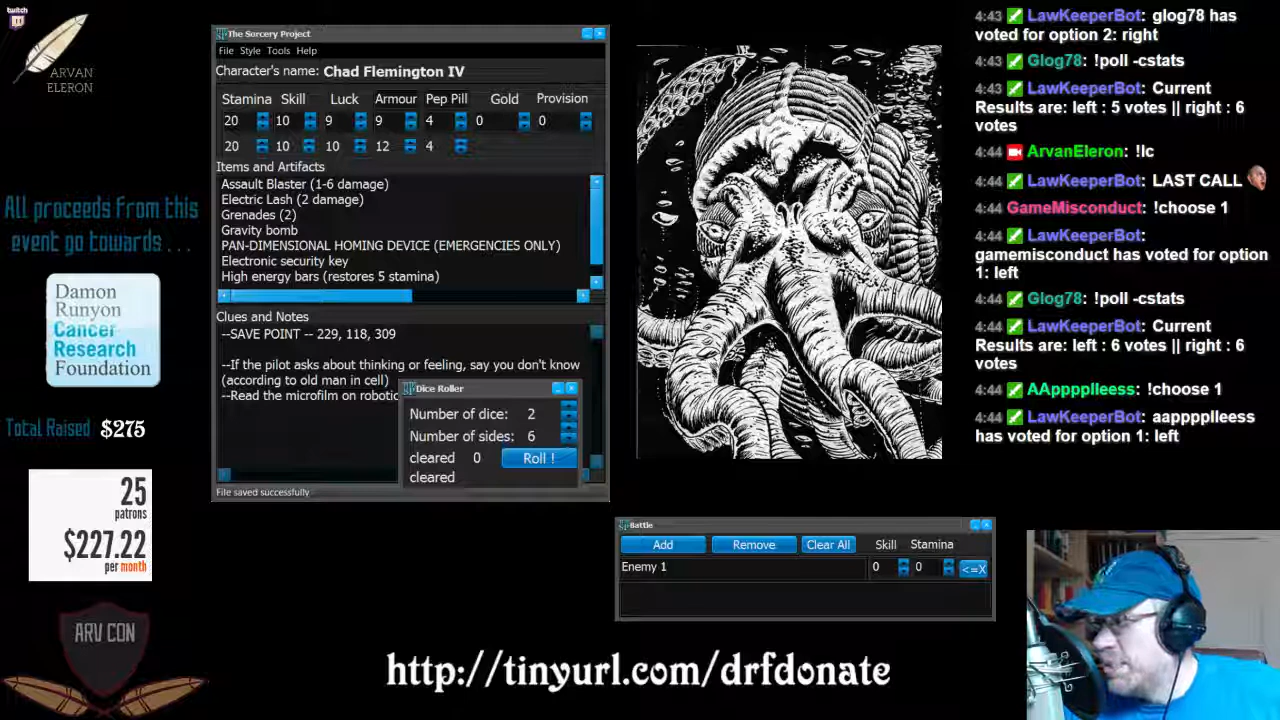 twitch
ARVAN
ELERON
All proceeds from this
event go towards . . .
Damon
Runyon
Cancer
Research
Foundation
Total Raised $275
25
patrons
$227.22
per month
ARV CON
The Sorcery Project
File Style Tools Help
Character's name: Chad Flemington IV
Stamina Skill Luck Armour Pep Pill Gold Provision
20 10 9 9 4 0 0
20 10 10 12 4
Items and Artifacts
Assault Blaster (1-6 damage)
Electric Lash (2 damage)
Grenades (2)
Gravity bomb
PAN-DIMENSIONAL HOMING DEVICE (EMERGENCIES ONLY)
Electronic security key
High energy bars (restores 5 stamina)
Clues and Notes
--SAVE POINT -- 229, 118, 309
--If the pilot asks about thinking or feeling, say you don't know
(according to old man in cell)
--Read the microfilm on robotic
File saved successfully
Dice Roller
Number of dice: 2
Number of sides: 6
cleared 0 Roll !
cleared
Battle
Add Remove Clear All Skill Stamina
Enemy 1 0 0 <=X
http://tinyurl.com/drfdonate
4:43 LawKeeperBot: glog78 has
voted for option 2: right
4:43 Glog78: !poll -cstats
4:43 LawKeeperBot: Current
Results are: left : 5 votes || right : 6
votes
4:44 ArvanEleron: !lc
4:44 LawKeeperBot: LAST CALL
4:44 GameMisconduct: !choose 1
4:44 LawKeeperBot:
gamemisconduct has voted for option
1: left
4:44 Glog78: !poll -cstats
4:44 LawKeeperBot: Current
Results are: left : 6 votes || right : 6
votes
4:44 AApppplleess: !choose 1
4:44 LawKeeperBot: aapppplleess
has voted for option 1: left